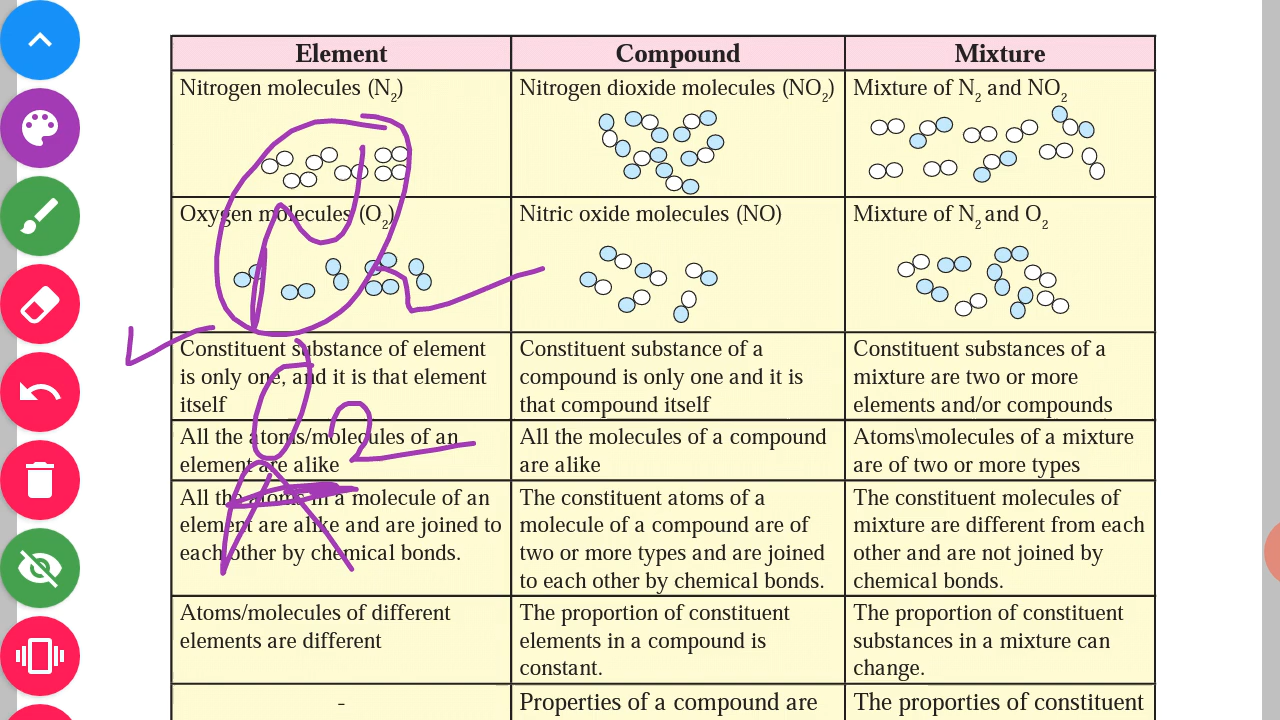 Element Compound Mixture
Nitrogen molecules (N2) Nitrogen dioxide molecules (NO2) Mixture of N2 and NO2
Oxygen molecules (O2) Nitric oxide molecules (NO) Mixture of N2 and O2
N
O2
A
Constituent substance of element
is only one, and it is that element
itself
Constituent substance of a
compound is only one and it is
that compound itself
Constituent substances of a
mixture are two or more
elements and/or compounds
All the atoms/molecules of an
element are alike
All the molecules of a compound
are alike
Atoms\molecules of a mixture
are of two or more types
All the atoms in a molecule of an
element are alike and are joined to
each other by chemical bonds.
The constituent atoms of a
molecule of a compound are of
two or more types and are joined
to each other by chemical bonds.
The constituent molecules of
mixture are different from each
other and are not joined by
chemical bonds.
Atoms/molecules of different
elements are different
The proportion of constituent
elements in a compound is
constant.
The proportion of constituent
substances in a mixture can
change.
-
Properties of a compound are
The properties of constituent